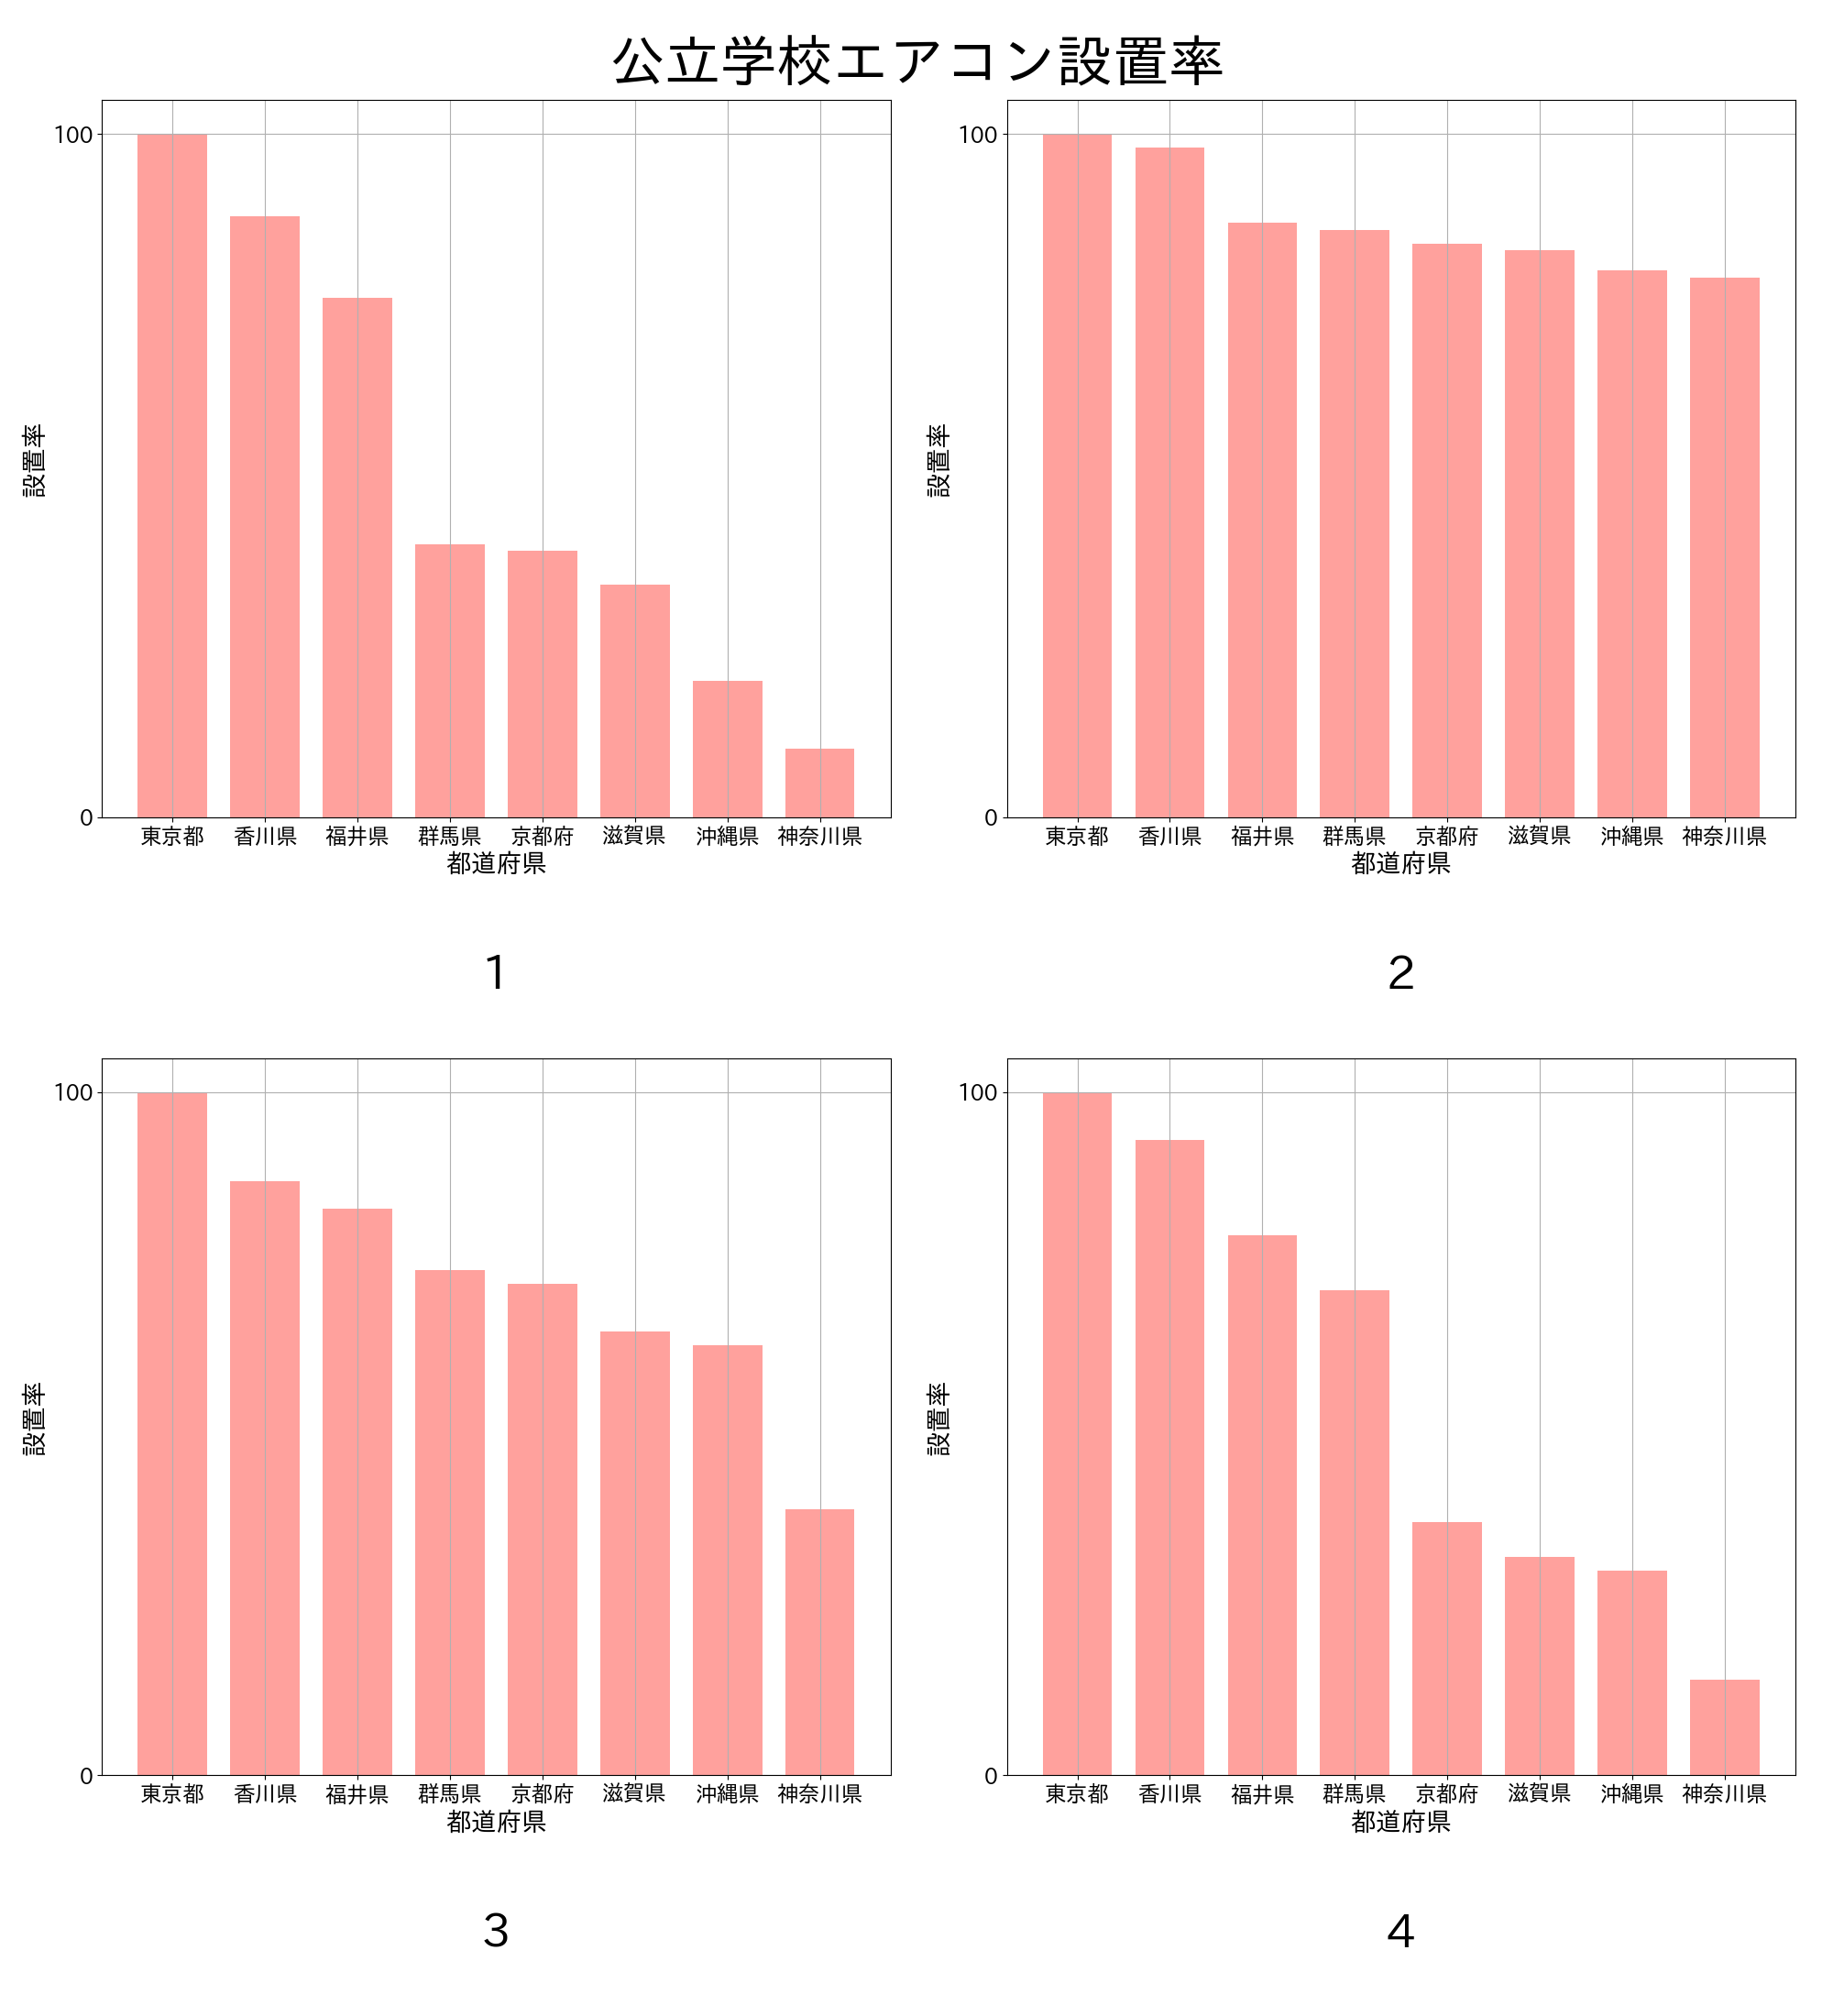 公立学校エアコン設置率
100
0
設置率
東京都 香川県 福井県 群馬県 京都府 滋賀県 沖縄県 神奈川県
都道府県
1
100
0
設置率
東京都 香川県 福井県 群馬県 京都府 滋賀県 沖縄県 神奈川県
都道府県
2
100
0
設置率
東京都 香川県 福井県 群馬県 京都府 滋賀県 沖縄県 神奈川県
都道府県
3
100
0
設置率
東京都 香川県 福井県 群馬県 京都府 滋賀県 沖縄県 神奈川県
都道府県
4